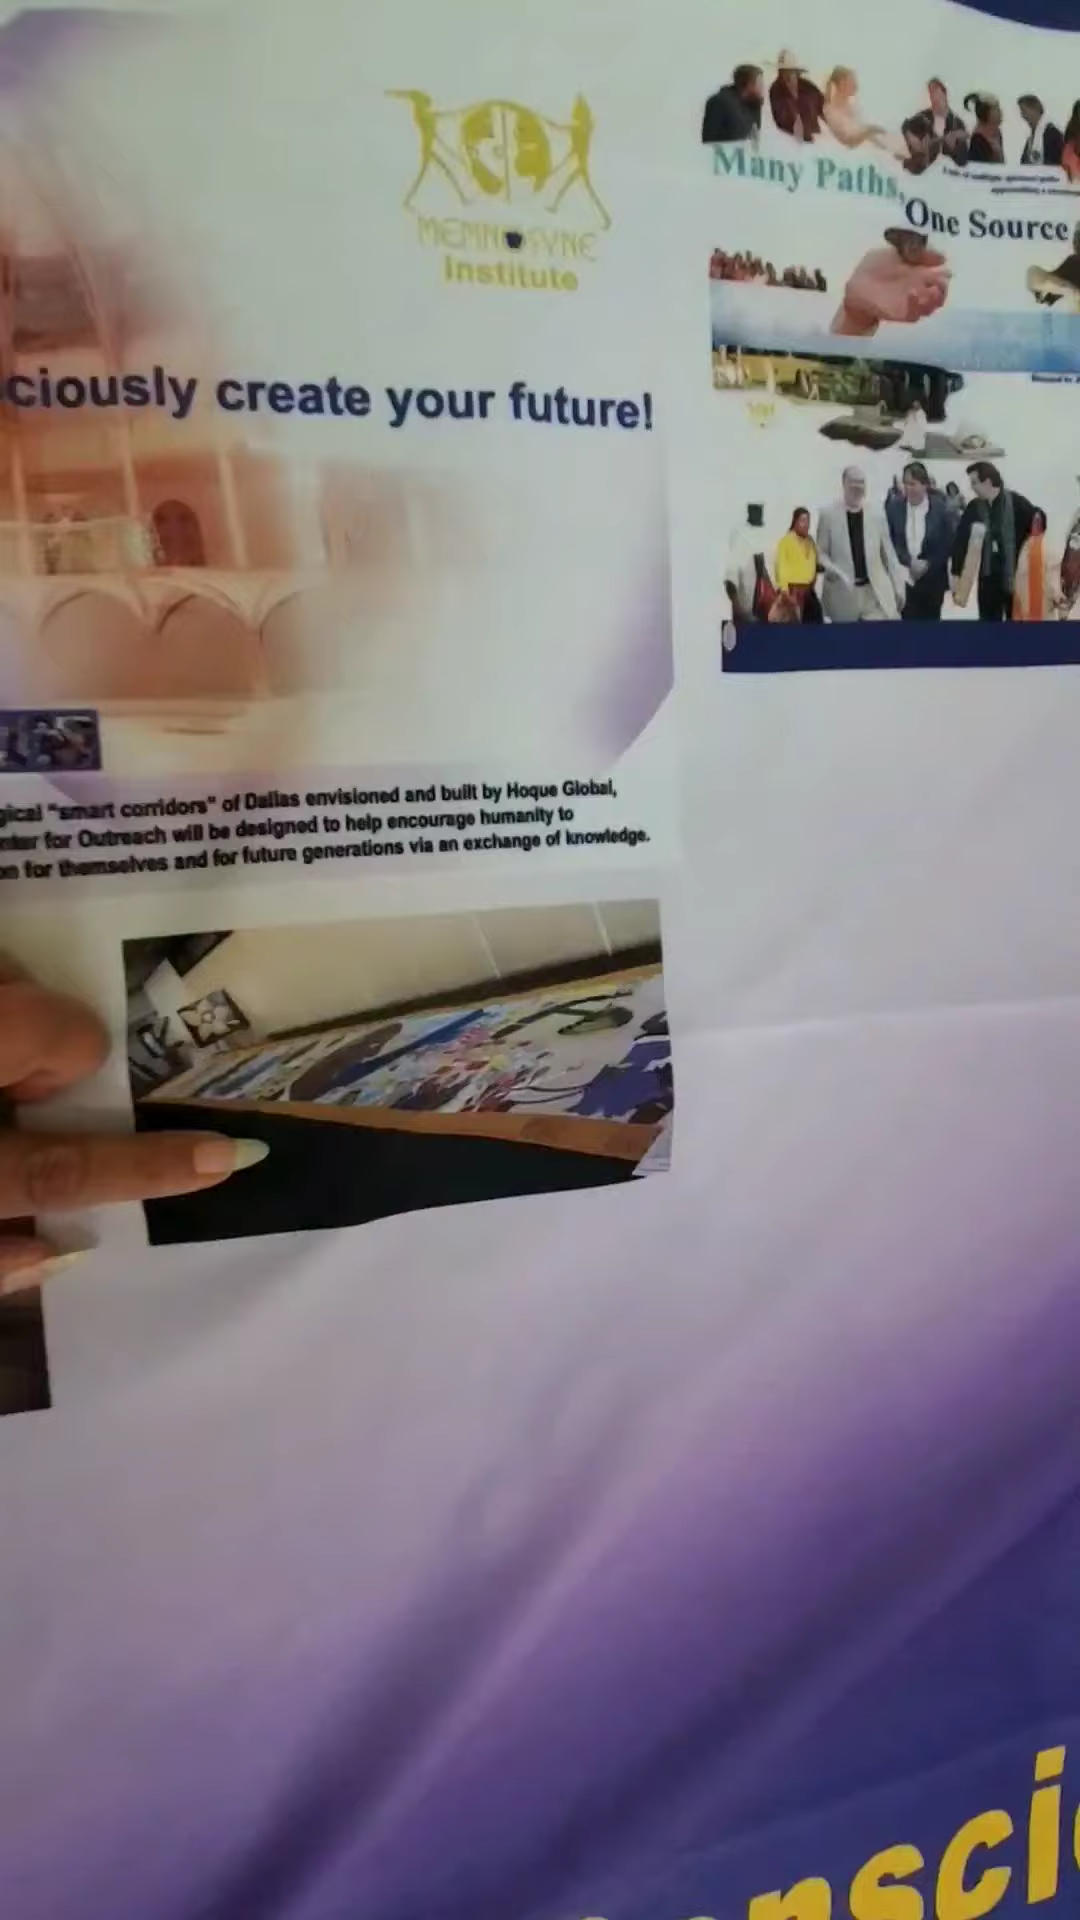 MEMNOSYNE
Institute
ciously create your future!
Many Paths,
One Source
gical "smart corridors" of Dallas envisioned and built by Hoque Global,
nter for Outreach will be designed to help encourage humanity to
on for themselves and for future generations via an exchange of knowledge.
nsci